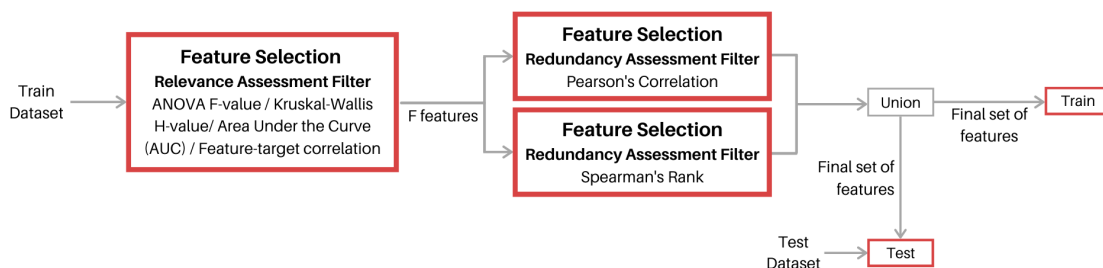 Train
Dataset
Feature Selection
Relevance Assessment Filter
ANOVA F-value / Kruskal-Wallis
H-value/ Area Under the Curve
(AUC) / Feature-target correlation
F features
Feature Selection
Redundancy Assessment Filter
Pearson's Correlation
Feature Selection
Redundancy Assessment Filter
Spearman's Rank
Union
Final set of
features
Train
Final set of
features
Test
Dataset
Test